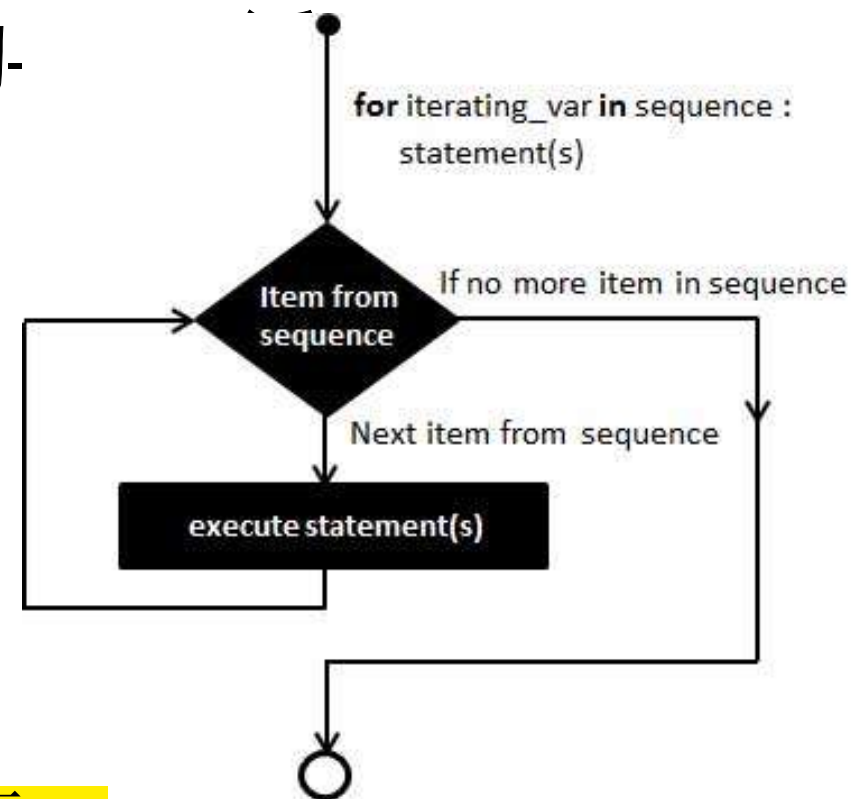 for iterating_var in sequence :
statement(s)
If no more item in sequence
Item from
sequence
Next item from sequence
execute statement(s)